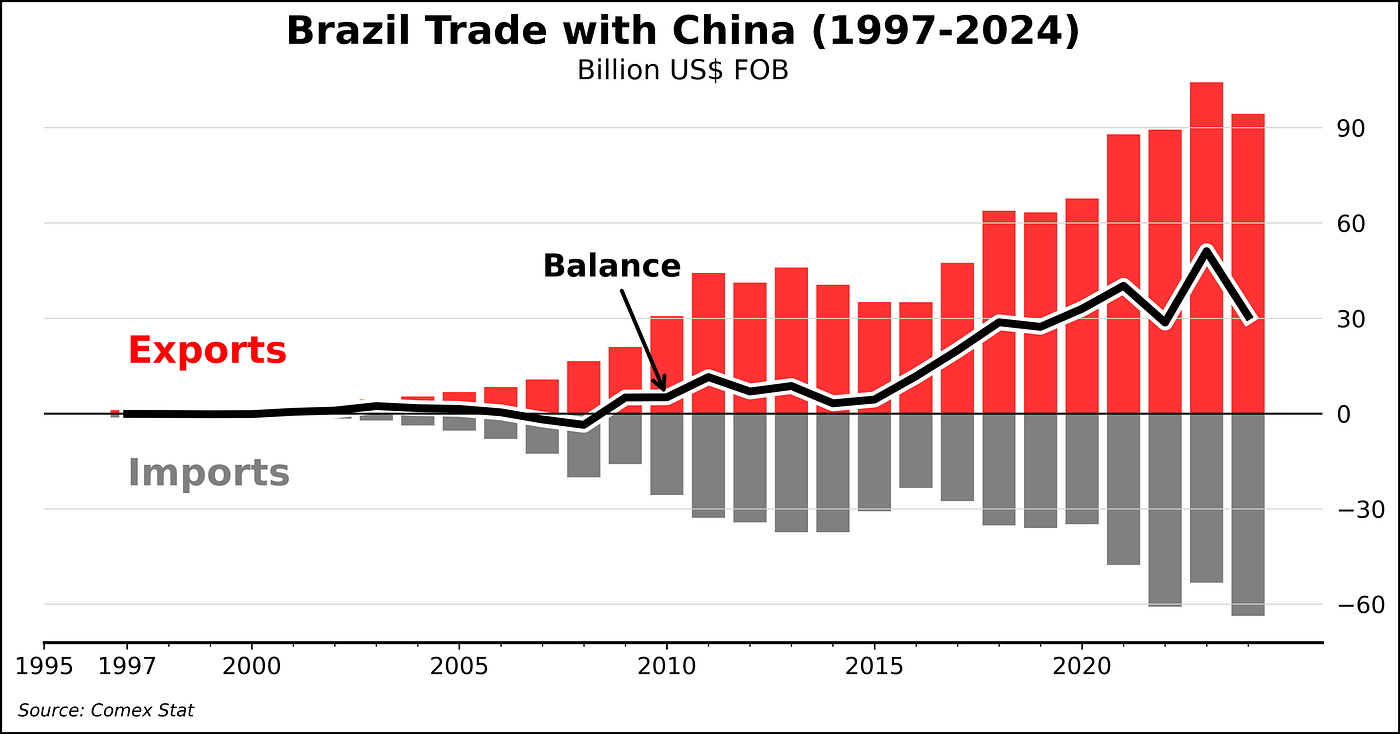 Brazil Trade with China (1997-2024)
Billion US$ FOB
90
60
Balance
30
Exports
0
Imports
−30
−60
1995 1997 2000 2005 2010 2015 2020
Source: Comex Stat